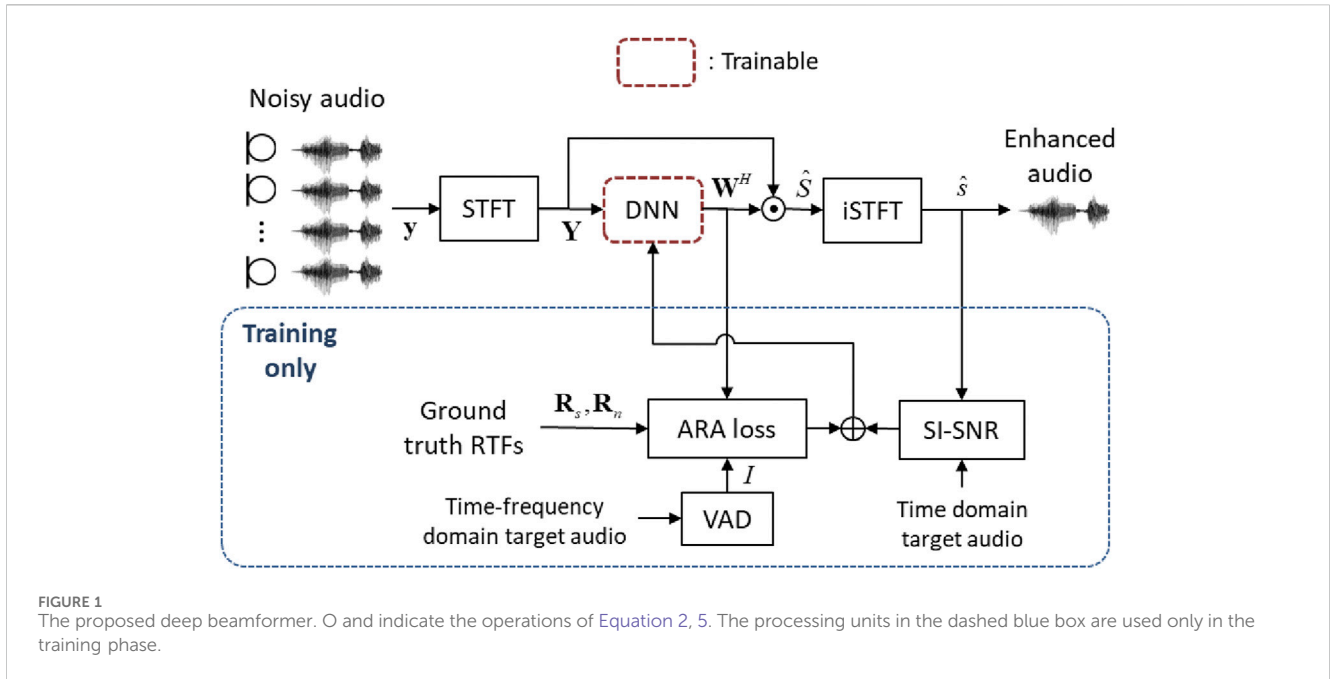 : Trainable
Noisy audio
Enhanced
audio
y
STFT
Y
DNN
W^H
⊙
Ŝ
iSTFT
ŝ
⋮
Training
only
Ground
truth RTFs
R_s, R_n
ARA loss
⊕
SI-SNR
I
Time-frequency
domain target audio
VAD
Time domain
target audio
FIGURE 1
The proposed deep beamformer. O and indicate the operations of Equation 2, 5. The processing units in the dashed blue box are used only in the
training phase.